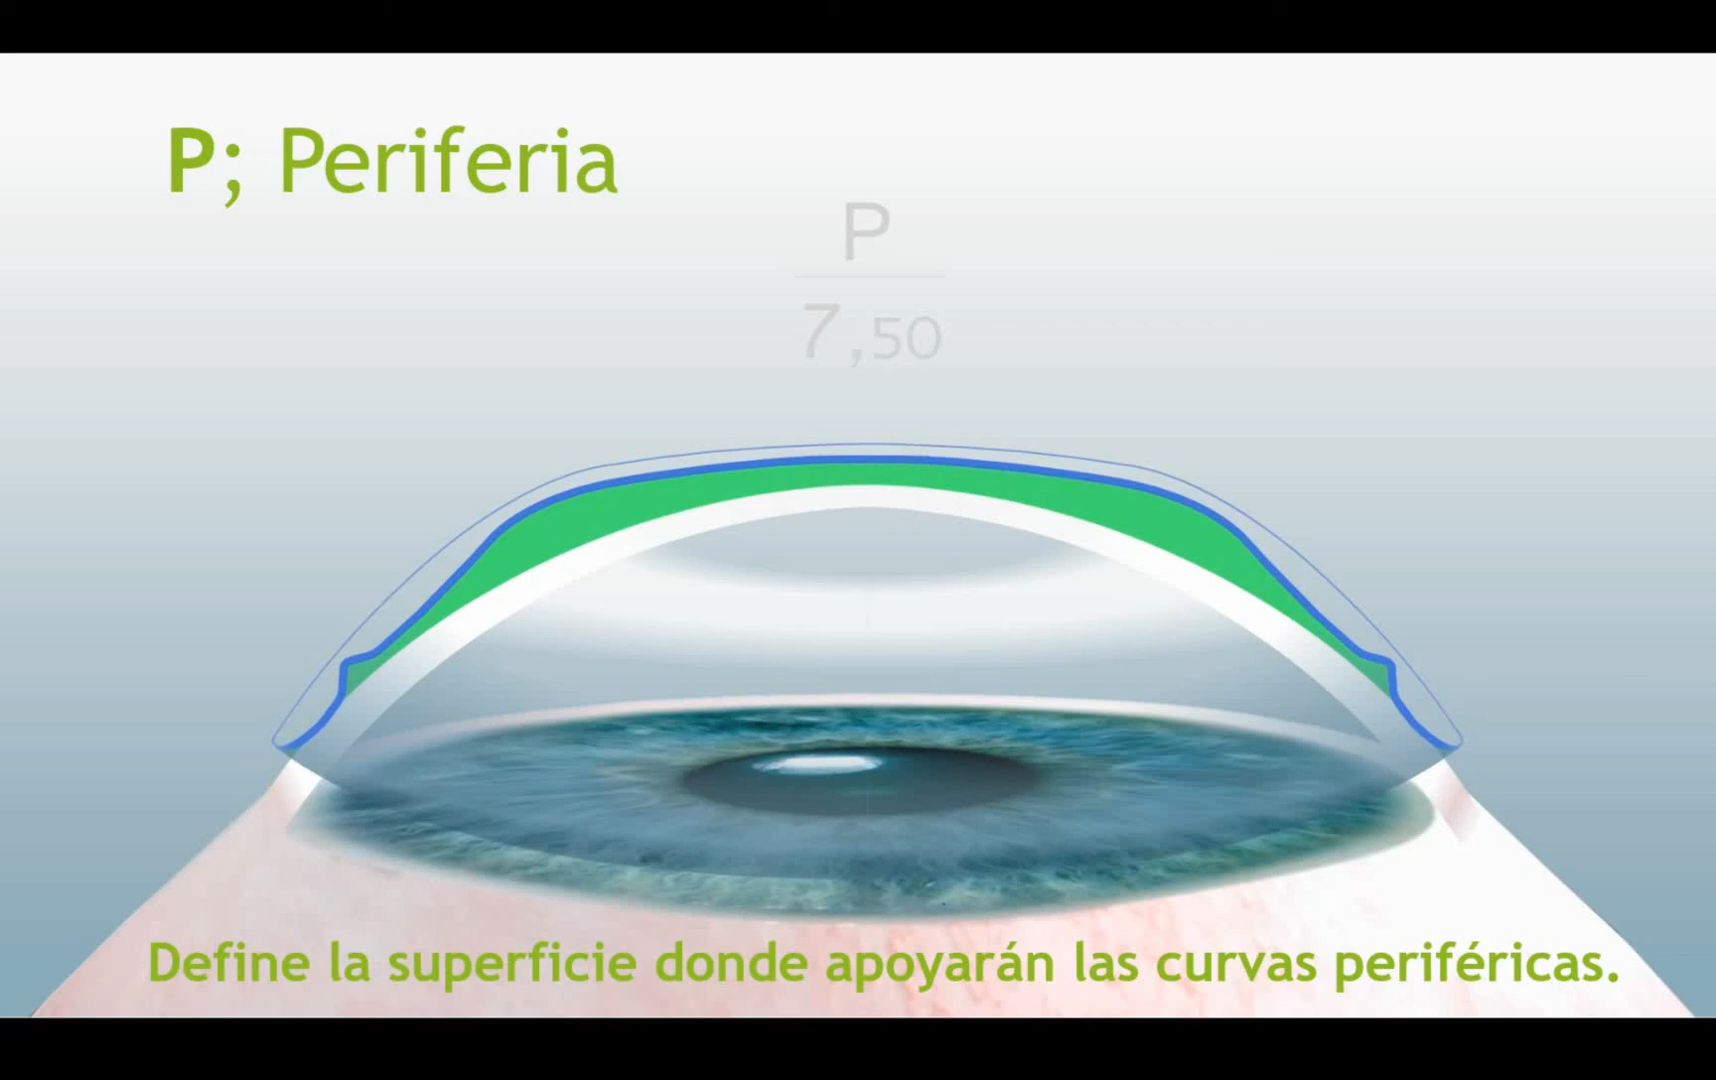 P; Periferia
P
7,50
Define la superficie donde apoyarán las curvas periféricas.